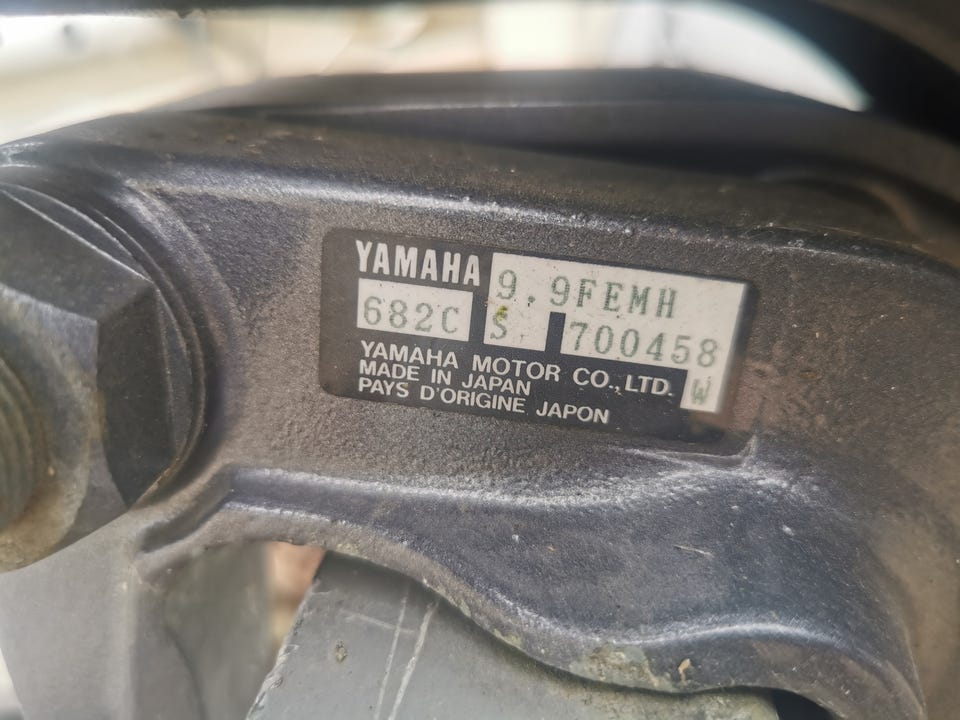 YAMAHA 9.9FEMH
682C S 700458
YAMAHA MOTOR CO.,LTD. W
MADE IN JAPAN
PAYS D'ORIGINE JAPON